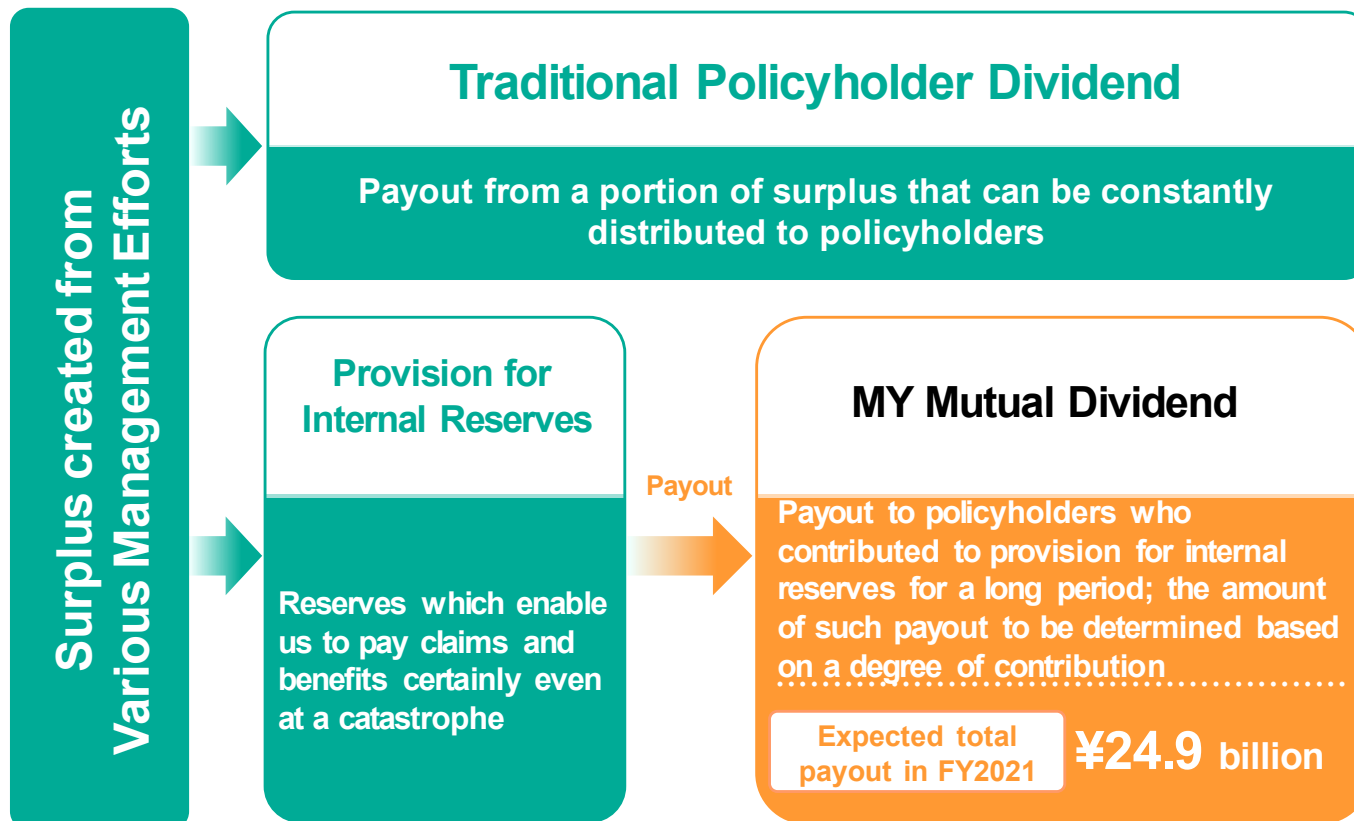 Surplus created from
Various Management Efforts
Traditional Policyholder Dividend
Payout from a portion of surplus that can be constantly
distributed to policyholders
Provision for
Internal Reserves
Reserves which enable
us to pay claims and
benefits certainly even
at a catastrophe
Payout
MY Mutual Dividend
Payout to policyholders who
contributed to provision for internal
reserves for a long period; the amount
of such payout to be determined based
on a degree of contribution
Expected total
payout in FY2021
¥24.9 billion